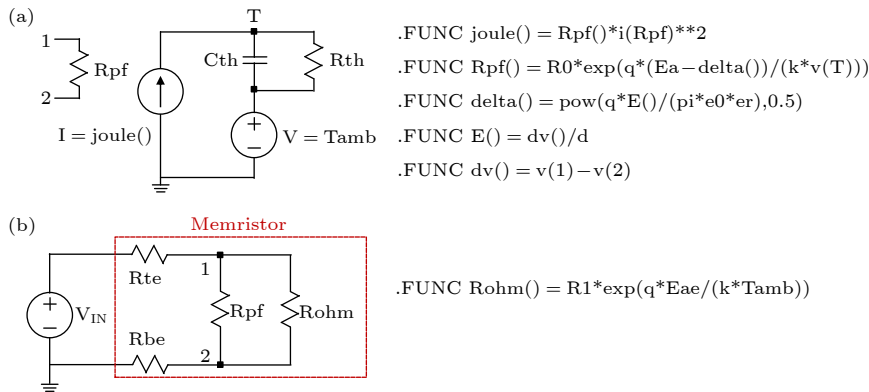 (a)
T
.FUNC joule() = Rpf()*i(Rpf)**2
1
Rpf
2
Cth
Rth
.FUNC Rpf() = R0*exp(q*(Ea−delta())/(k*v(T)))
.FUNC delta() = pow(q*E()/(pi*e0*er),0.5)
I = joule()
+
−
V = Tamb
.FUNC E() = dv()/d
.FUNC dv() = v(1)−v(2)
(b)
Memristor
Rte
1
.FUNC Rohm() = R1*exp(q*Eae/(k*Tamb))
+
−
VIN
Rpf
Rohm
Rbe
2